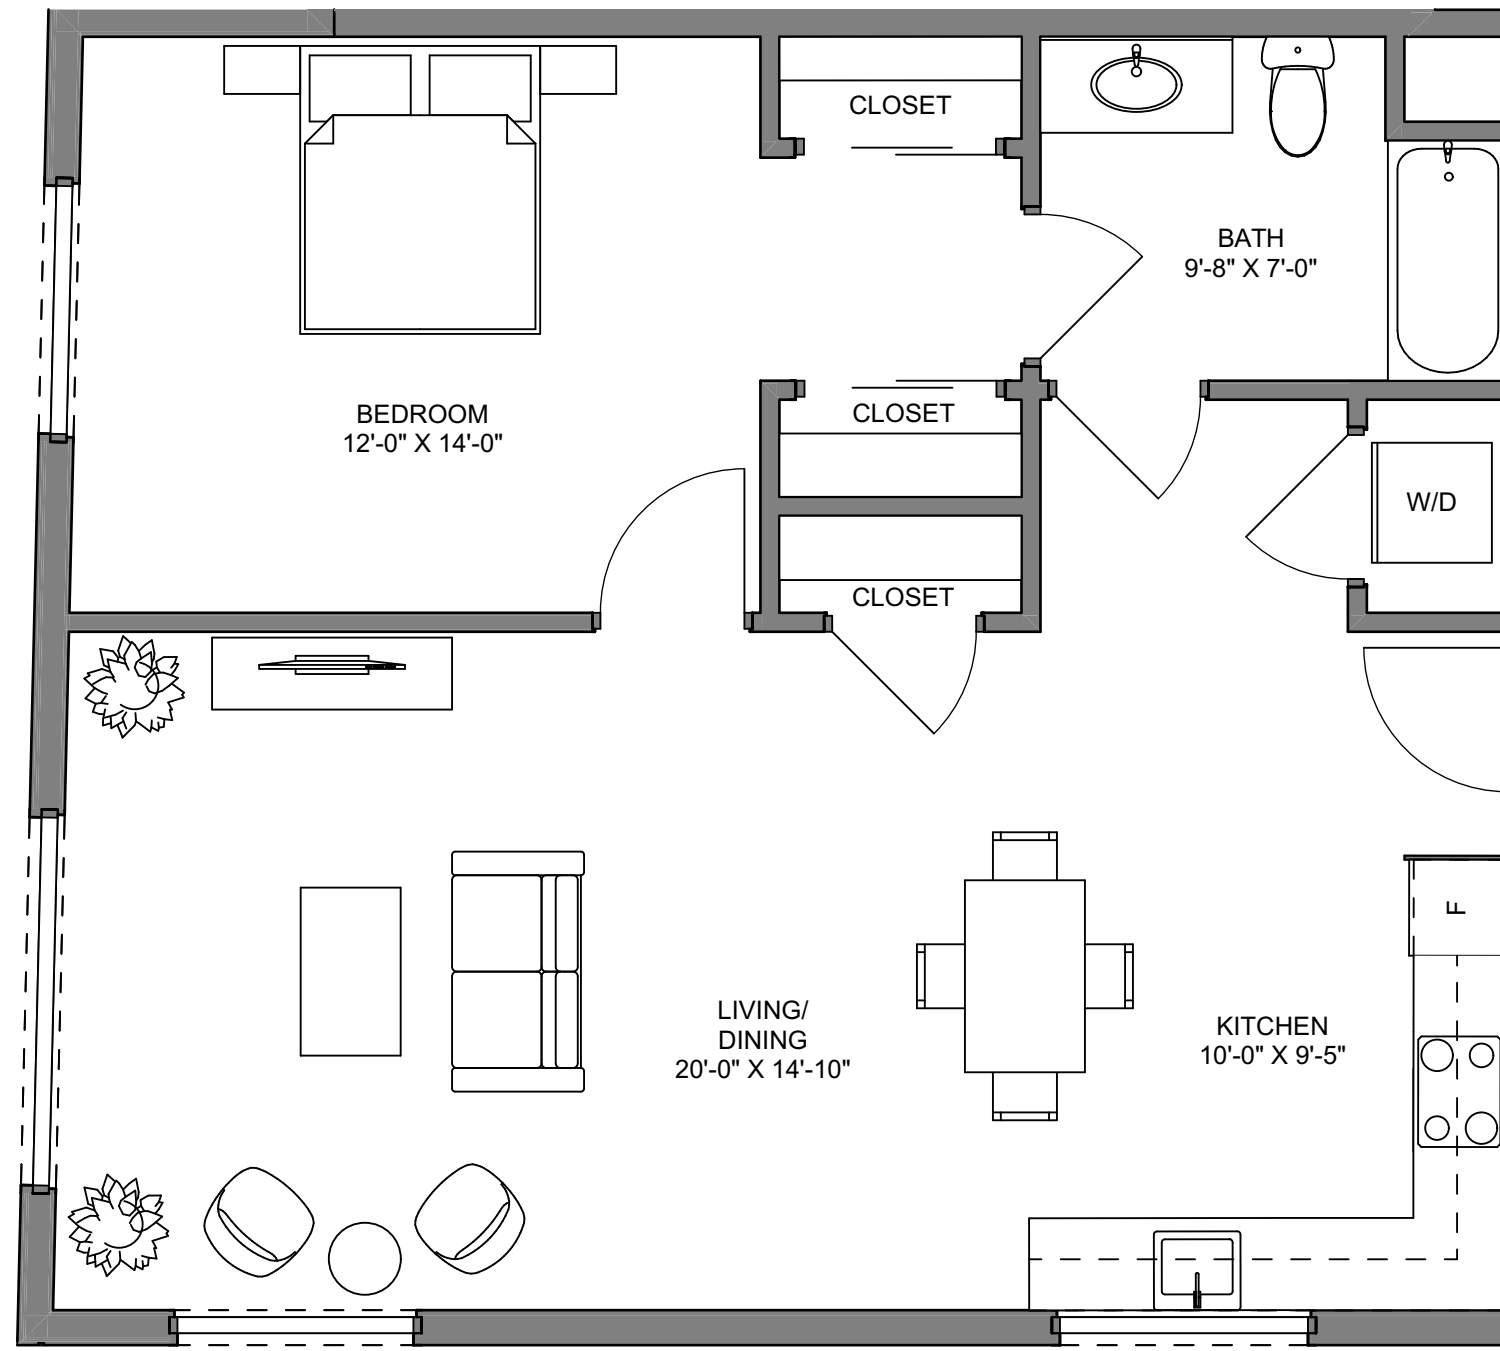 CLOSET
BATH
9'-8" X 7'-0"
BEDROOM
12'-0" X 14'-0"
CLOSET
W/D
CLOSET
F
LIVING/
DINING
20'-0" X 14'-10"
KITCHEN
10'-0" X 9'-5"